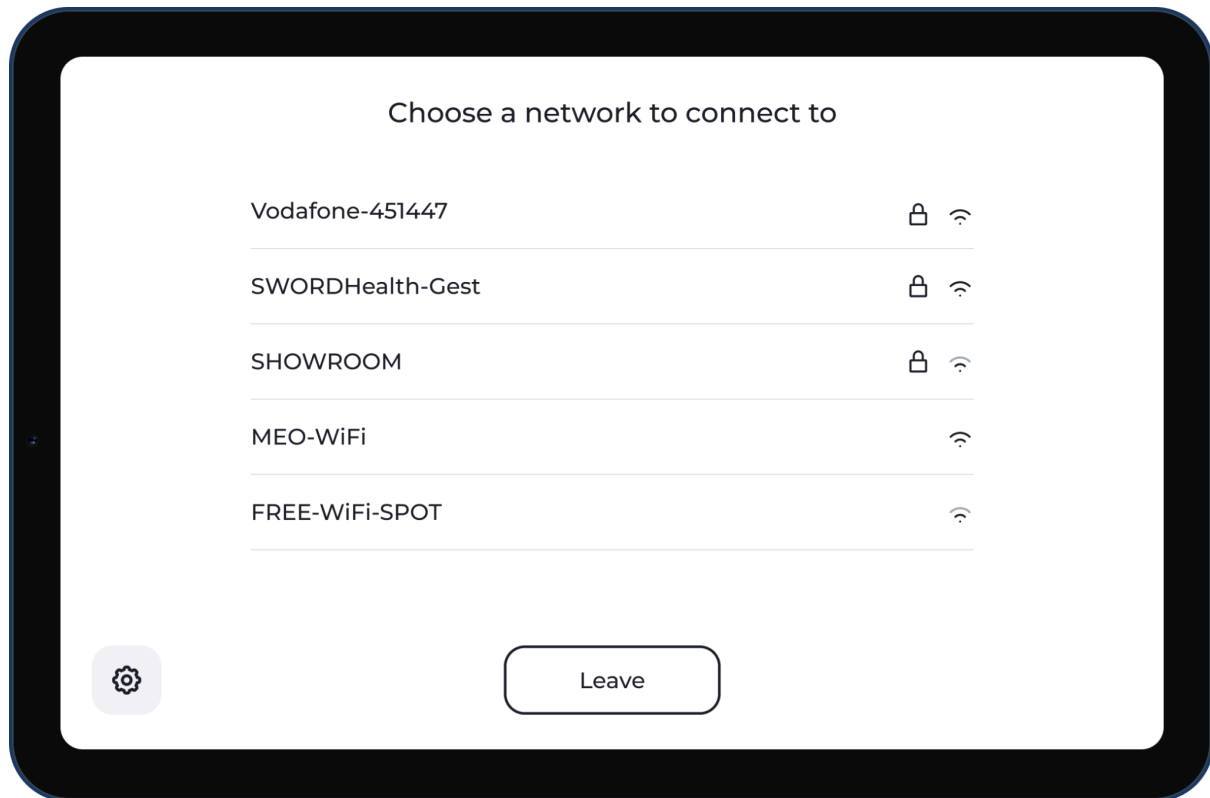 Choose a network to connect to
Vodafone-451447
SWORDHealth-Gest
SHOWROOM
MEO-WiFi
FREE-WiFi-SPOT
Leave